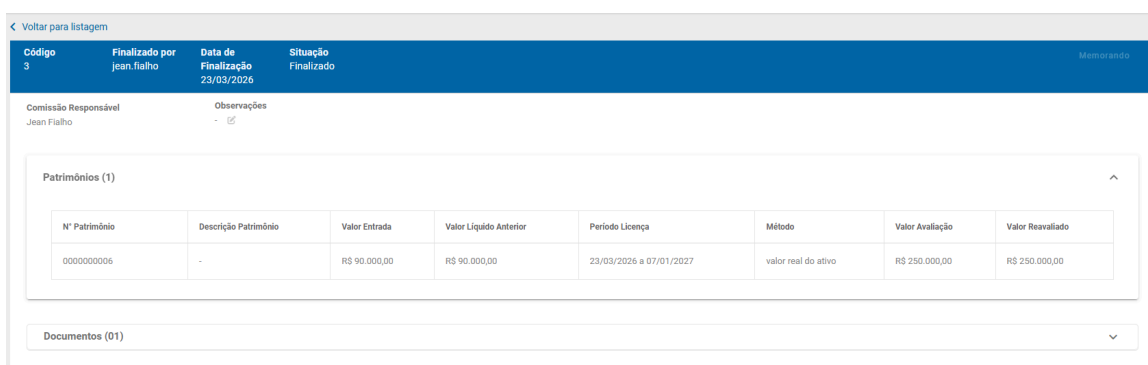 Voltar para listagem
Código Finalizado por Data de Finalização Situação
3 jean.fialho 23/03/2026 Finalizado
Memorando
Comissão Responsável Observações
Jean Fialho -
Patrimônios (1)
N° Patrimônio Descrição Patrimônio Valor Entrada Valor Líquido Anterior Período Licença Método Valor Avaliação Valor Reavaliado
0000000006 - R$ 90.000,00 R$ 90.000,00 23/03/2026 a 07/01/2027 valor real do ativo R$ 250.000,00 R$ 250.000,00
Documentos (01)